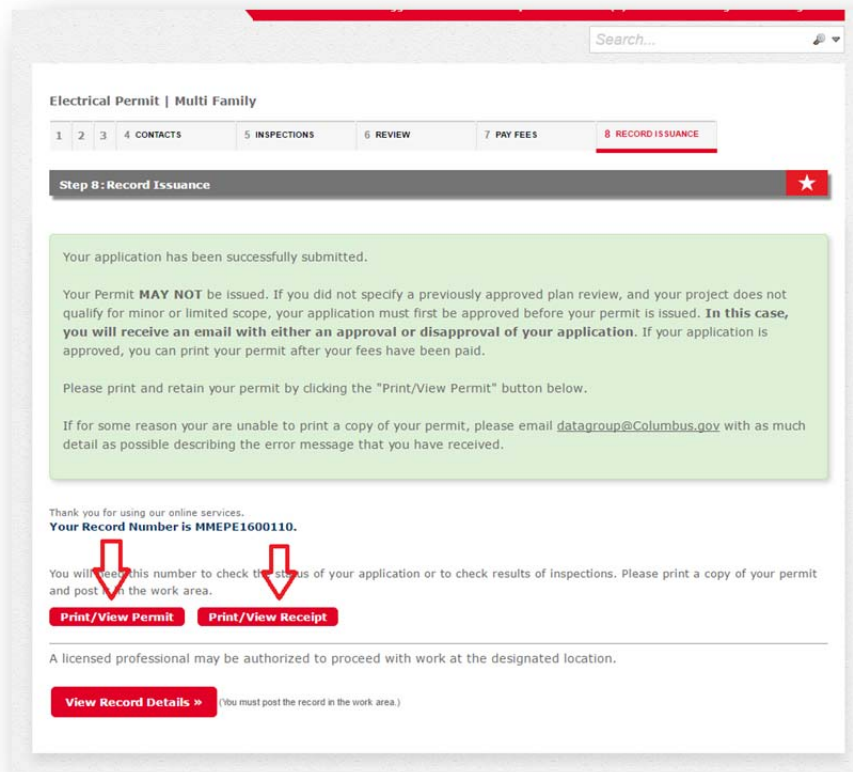 Search...
Electrical Permit | Multi Family
1 2 3 4 CONTACTS 5 INSPECTIONS 6 REVIEW 7 PAY FEES 8 RECORD ISSUANCE
Step 8:Record Issuance
Your application has been successfully submitted.
Your Permit MAY NOT be issued. If you did not specify a previously approved plan review, and your project does not
qualify for minor or limited scope, your application must first be approved before your permit is issued. In this case,
you will receive an email with either an approval or disapproval of your application. If your application is
approved, you can print your permit after your fees have been paid.
Please print and retain your permit by clicking the "Print/View Permit" button below.
If for some reason your are unable to print a copy of your permit, please email datagroup@Columbus.gov with as much
detail as possible describing the error message that you have received.
Thank you for using our online services.
Your Record Number is MMEPE1600110.
You will need this number to check the status of your application or to check results of inspections. Please print a copy of your permit
and post it in the work area.
Print/View Permit Print/View Receipt
A licensed professional may be authorized to proceed with work at the designated location.
View Record Details » (You must post the record in the work area.)